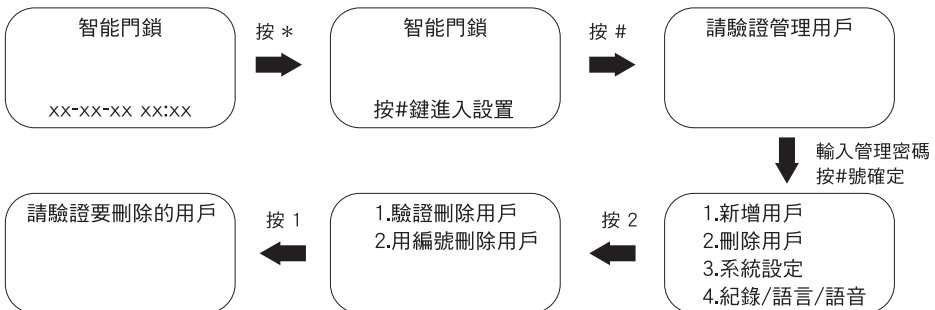 智能門鎖
xx-xx-xx xx:xx
按 *
智能門鎖
按#鍵進入設置
按 #
請驗證管理用戶
輸入管理密碼
按#號確定
1.新增用戶
2.刪除用戶
3.系統設定
4.紀錄/語言/語音
按 2
1.驗證刪除用戶
2.用編號刪除用戶
按 1
請驗證要刪除的用戶